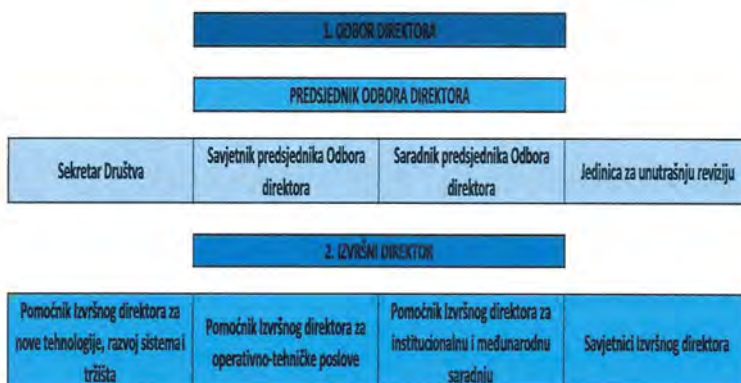 1. ODBOR DIREKTORA
PREDSJEDNIK ODBORA DIREKTORA
Sekretar Društva
Savjetnik predsjednika Odbora
direktora
Saradnik predsjednika Odbora
direktora
Jedinica za unutrašnju reviziju
2. IZVRŠNI DIREKTOR
Pomoćnik Izvršnog direktora za
nove tehnologije, razvoj sistema i
tržišta
Pomoćnik Izvršnog direktora za
operativno-tehničke poslove
Pomoćnik Izvršnog direktora za
institucionalnu i međunarodnu
saradnju
Savjetnici Izvršnog direktora